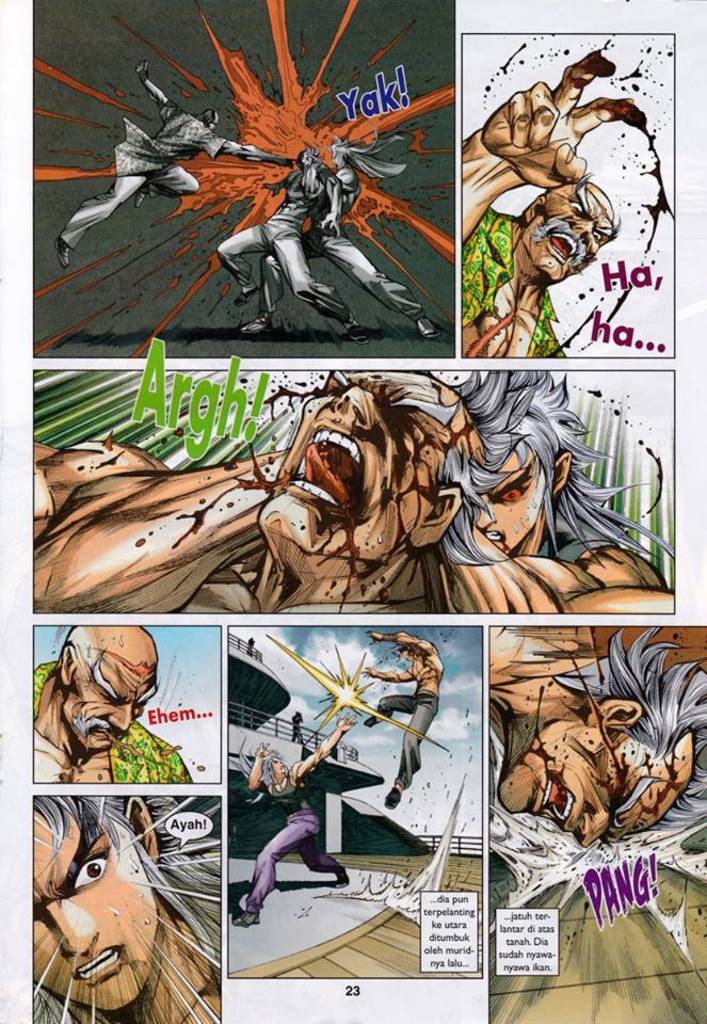 Yak!
Ha,
ha...
Argh!
Ehem...
Ayah!
...dia pun
terpelanting
ke utara
ditumbuk
oleh murid-
nya lalu...
PANG!
...jatuh ter-
lantar di atas
tanah. Dia
sudah nyawa-
nyawa ikan.
23